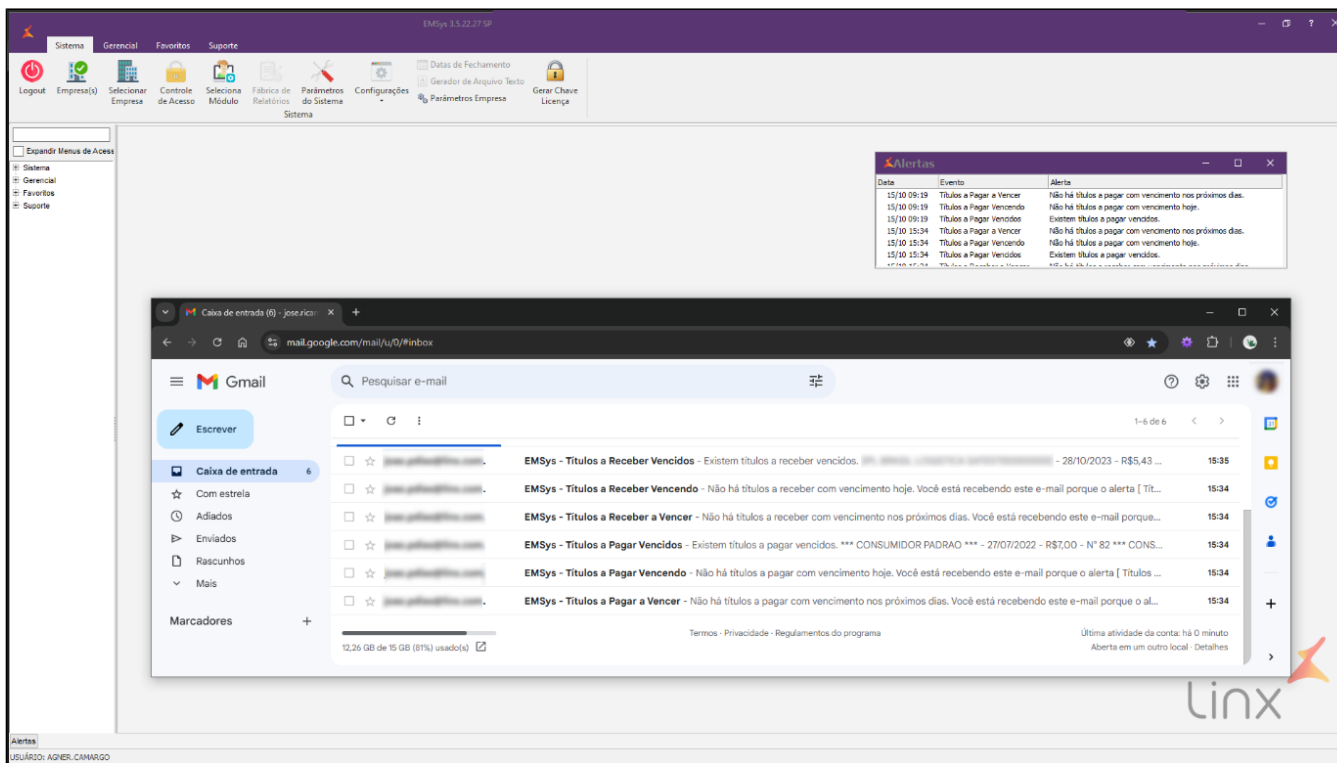 EMSys 3.5.22.27 SP
Sistema Gerencial Favoritos Suporte
Logout
Empresa(s)
Selecionar Empresa
Controle de Acesso
Seleciona Módulo
Fábrica de Relatórios
Parâmetros do Sistema
Configurações
Datas de Fechamento
Gerador de Arquivo Texto
Parâmetros Empresa
Gerar Chave Licença
Sistema
Expandir Menus de Acess
Sistema
Gerencial
Favoritos
Suporte
Alertas
Data Evento Alerta
15/10 09:19 Títulos a Pagar a Vencer Não há títulos a pagar com vencimento nos próximos dias.
15/10 09:19 Títulos a Pagar Vencendo Não há títulos a pagar com vencimento hoje.
15/10 09:19 Títulos a Pagar Vencidos Existem títulos a pagar vencidos.
15/10 15:34 Títulos a Pagar a Vencer Não há títulos a pagar com vencimento nos próximos dias.
15/10 15:34 Títulos a Pagar Vencendo Não há títulos a pagar com vencimento hoje.
15/10 15:34 Títulos a Pagar Vencidos Existem títulos a pagar vencidos.
Caixa de entrada (6) - jose.rican
mail.google.com/mail/u/0/#inbox
Gmail
Pesquisar e-mail
Escrever
1–6 de 6
Caixa de entrada 6
Com estrela
Adiados
Enviados
Rascunhos
Mais
Marcadores
EMSys - Títulos a Receber Vencidos - Existem títulos a receber vencidos. - 28/10/2023 - R$5,43 ... 15:35
EMSys - Títulos a Receber Vencendo - Não há títulos a receber com vencimento hoje. Você está recebendo este e-mail porque o alerta [ Tít... 15:34
EMSys - Títulos a Receber a Vencer - Não há títulos a receber com vencimento nos próximos dias. Você está recebendo este e-mail porque... 15:34
EMSys - Títulos a Pagar Vencidos - Existem títulos a pagar vencidos. *** CONSUMIDOR PADRAO *** - 27/07/2022 - R$7,00 - N° 82 *** CONS... 15:34
EMSys - Títulos a Pagar Vencendo - Não há títulos a pagar com vencimento hoje. Você está recebendo este e-mail porque o alerta [ Títulos ... 15:34
EMSys - Títulos a Pagar a Vencer - Não há títulos a pagar com vencimento nos próximos dias. Você está recebendo este e-mail porque o al... 15:34
12,26 GB de 15 GB (81%) usado(s)
Termos · Privacidade · Regulamentos do programa
Última atividade da conta: há 0 minuto
Aberta em um outro local · Detalhes
linx
Alertas
USUÁRIO: AGNER.CAMARGO